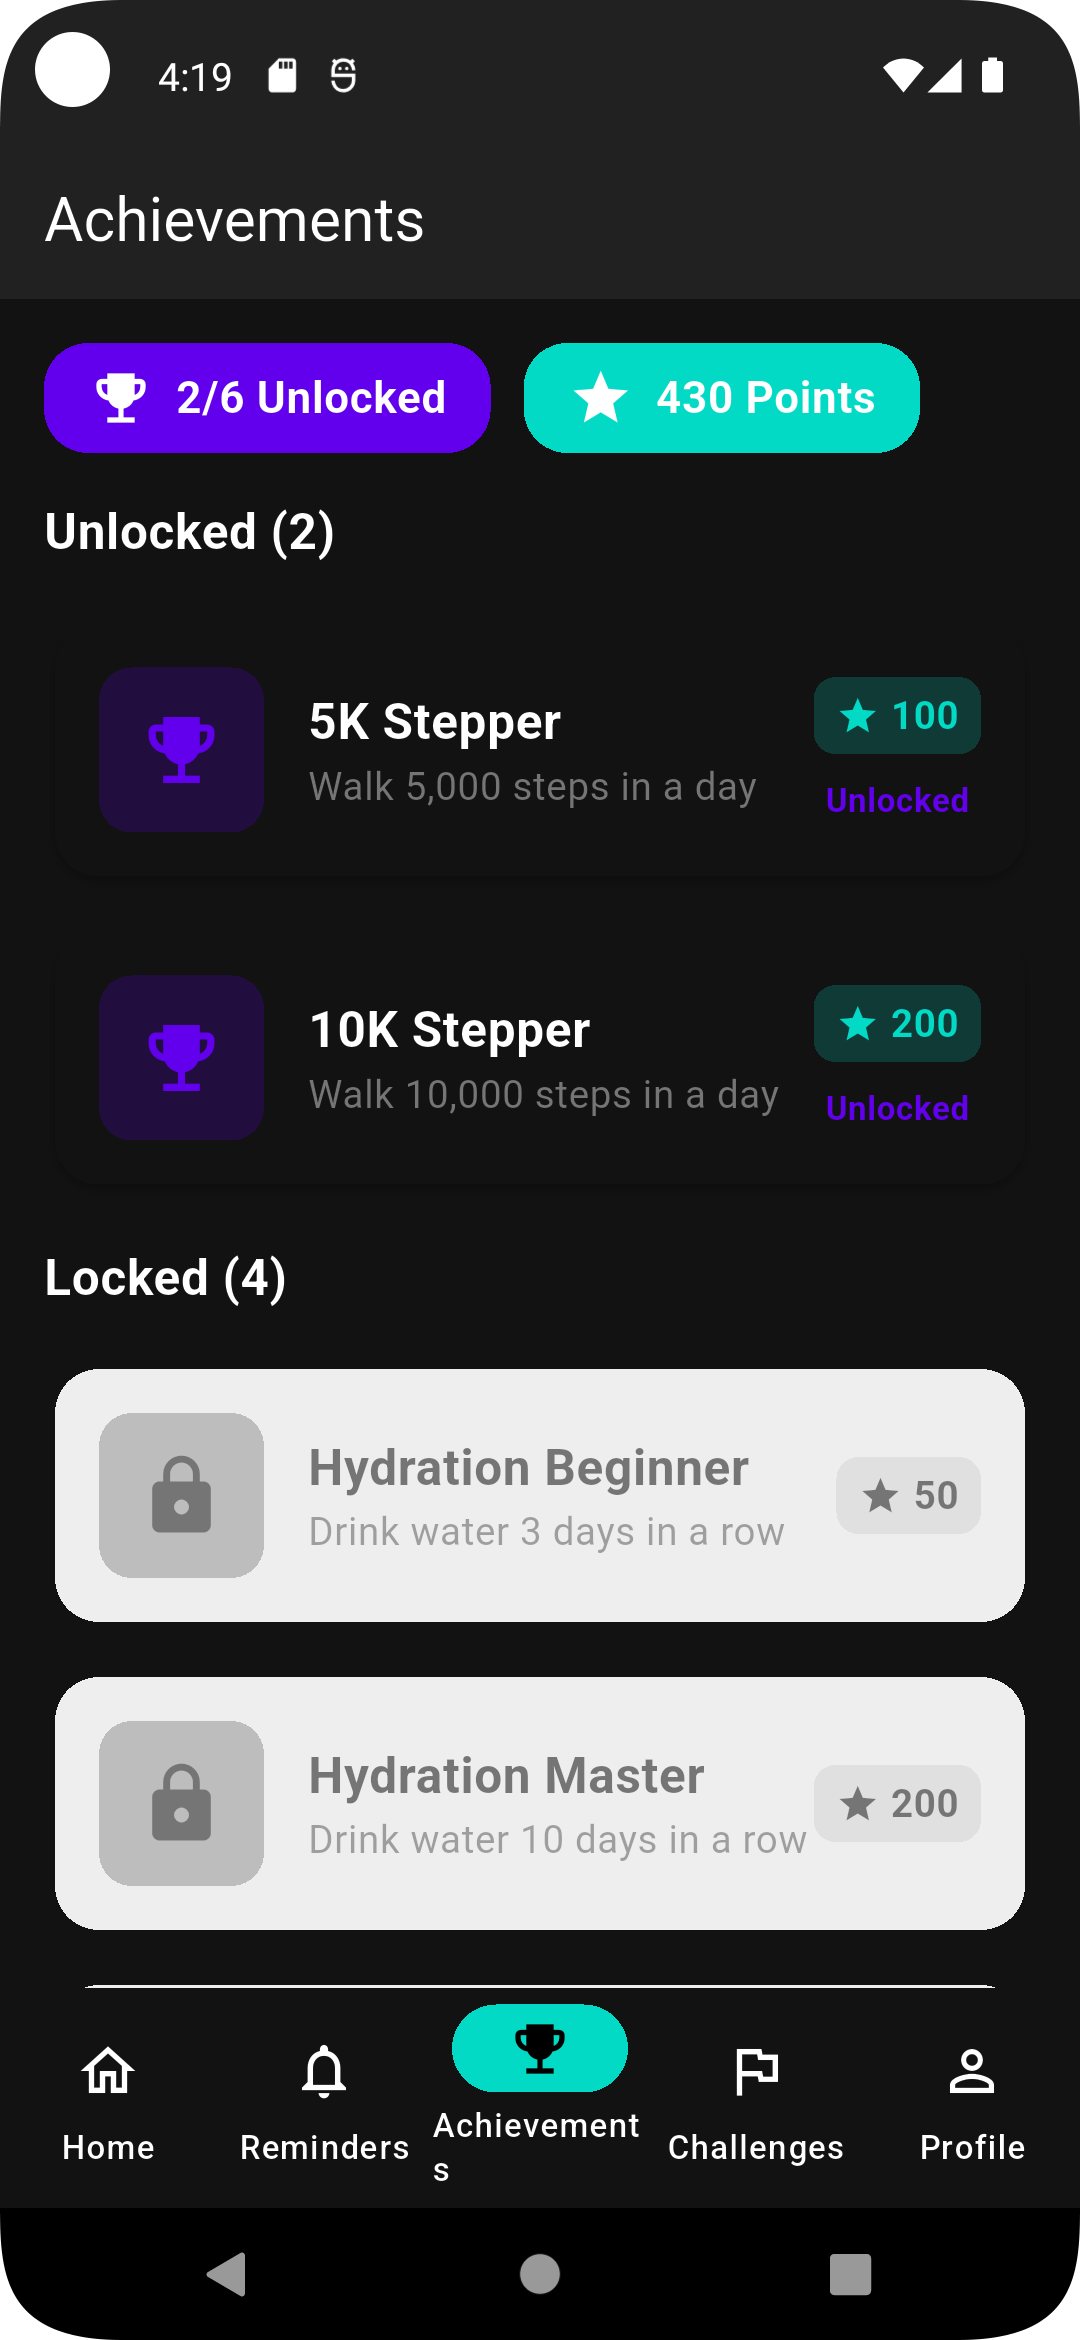 4:19
Achievements
2/6 Unlocked
430 Points
Unlocked (2)
5K Stepper
Walk 5,000 steps in a day
100
Unlocked
10K Stepper
Walk 10,000 steps in a day
200
Unlocked
Locked (4)
Hydration Beginner
Drink water 3 days in a row
50
Hydration Master
Drink water 10 days in a row
200
Home
Reminders
Achievement
s
Challenges
Profile